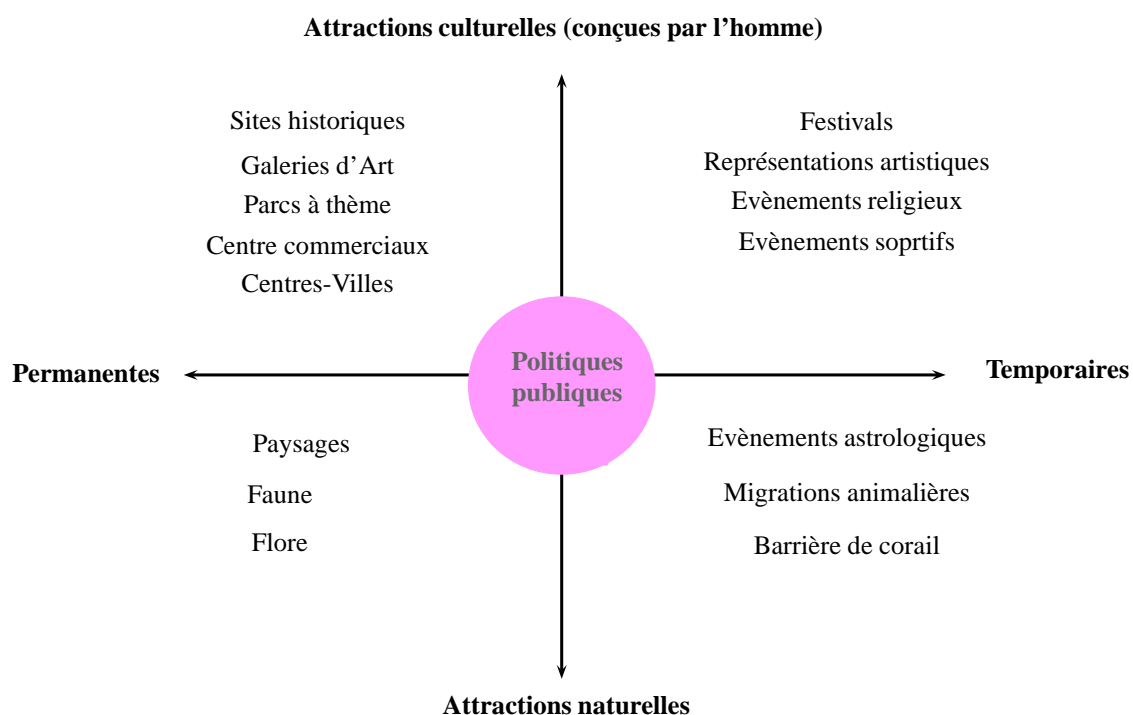 Attractions culturelles (conçues par l’homme)
Sites historiques
Galeries d’Art
Parcs à thème
Centre commerciaux
Centres-Villes
Festivals
Représentations artistiques
Evènements religieux
Evènements soprtifs
Permanentes
Politiques
publiques
Temporaires
Paysages
Faune
Flore
Evènements astrologiques
Migrations animalières
Barrière de corail
Attractions naturelles